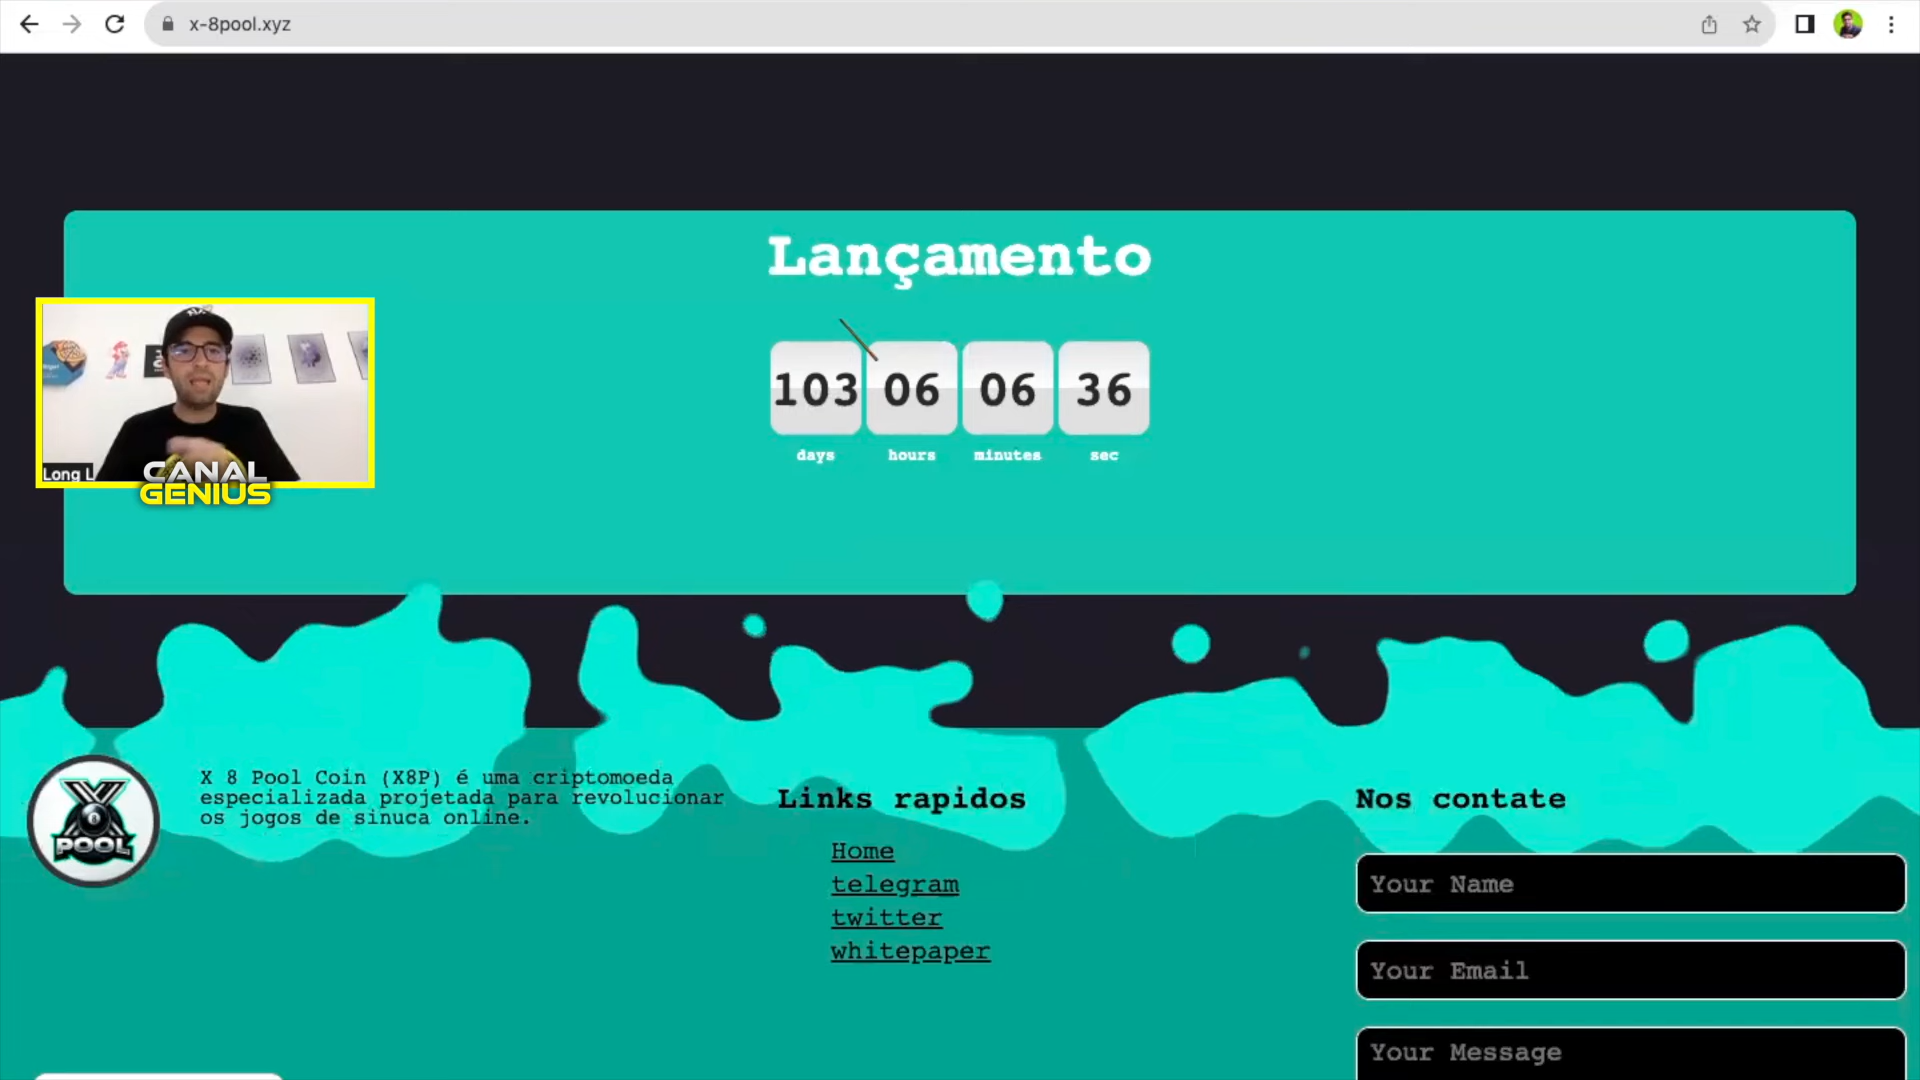 x-8pool.xyz
Lançamento
103 06 06 36
days hours minutes sec
Long L
CANAL
GENIUS
X 8 Pool Coin (X8P) é uma criptomoeda
especializada projetada para revolucionar
os jogos de sinuca online.
X
8
POOL
Links rapidos
Home
telegram
twitter
whitepaper
Nos contate
Your Name
Your Email
Your Message